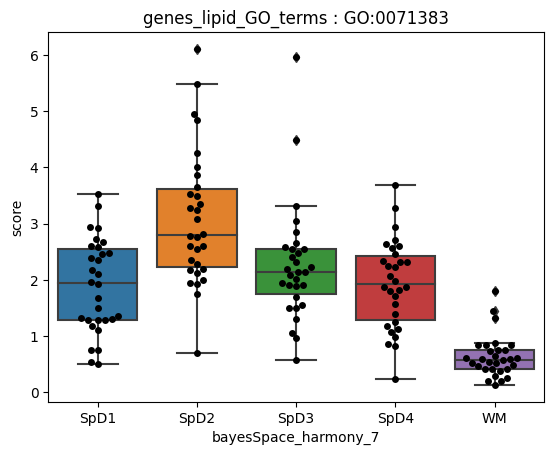 genes_lipid_GO_terms : GO:0071383
6
5
4
3
2
1
0
score
SpD1 SpD2 SpD3 SpD4 WM
bayesSpace_harmony_7